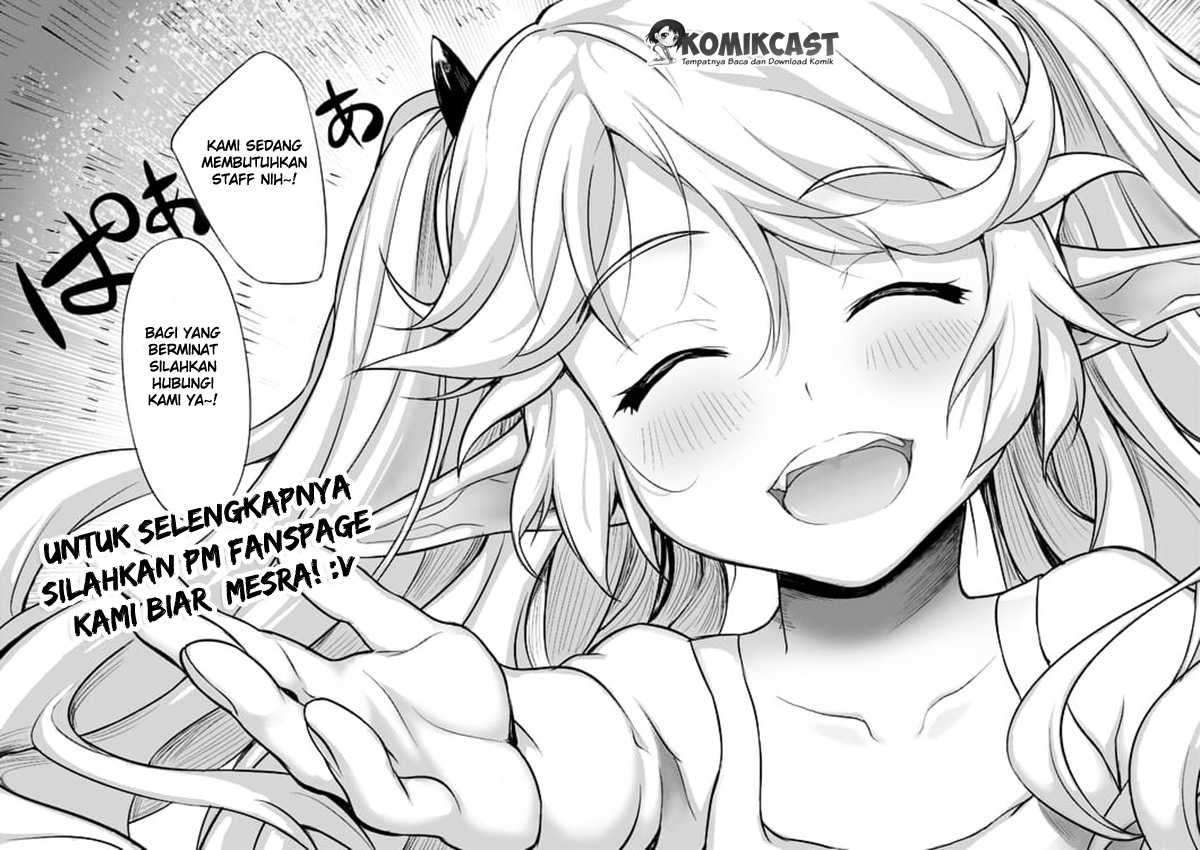 KOMIKCAST
Tempatnya Baca dan Download Komik
KAMI SEDANG
MEMBUTUHKAN
STAFF NIH~!
ぱあぁ
BAGI YANG
BERMINAT
SILAHKAN
HUBUNGI
KAMI YA~!
UNTUK SELENGKAPNYA
SILAHKAN PM FANSPAGE
KAMI BIAR MESRA! :V